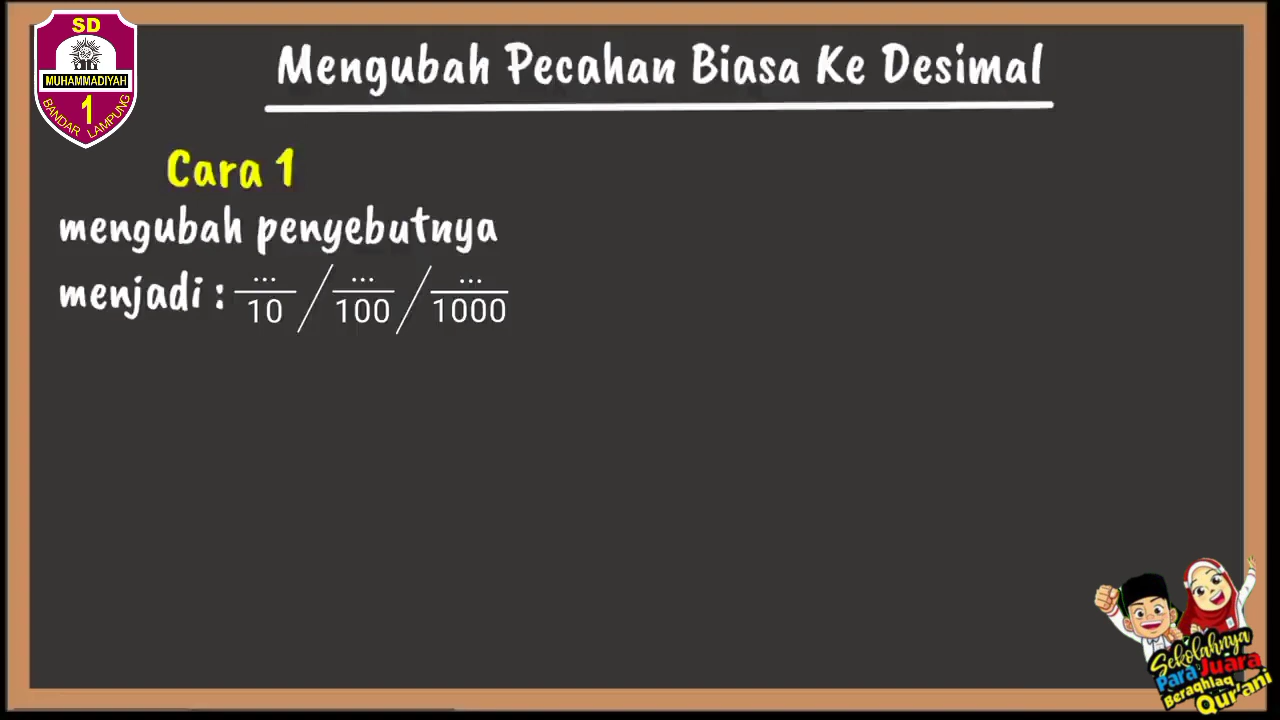 SD
MUHAMMADIYAH
1
BANDAR LAMPUNG
Mengubah Pecahan Biasa Ke Desimal
Cara 1
mengubah penyebutnya
menjadi : .../10 / .../100 / .../1000
Sekolahnya
Para Juara
Beraqhlaq
Qur'ani